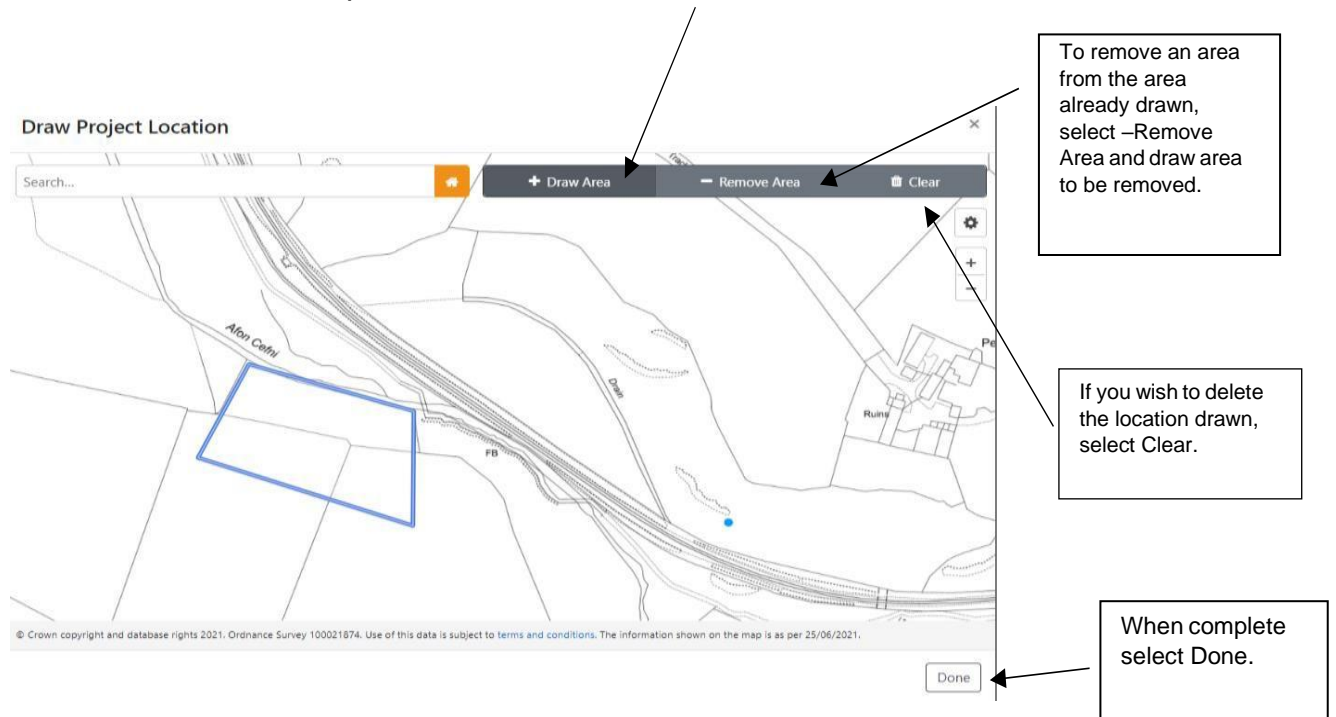 To remove an area
from the area
already drawn,
select –Remove
Area and draw area
to be removed.
Draw Project Location
×
Search...
+ Draw Area
− Remove Area
Clear
+
−
Afon Cefni
Drain
Pe
Ruins
FB
If you wish to delete
the location drawn,
select Clear.
© Crown copyright and database rights 2021. Ordnance Survey 100021874. Use of this data is subject to terms and conditions. The information shown on the map is as per 25/06/2021.
When complete
select Done.
Done